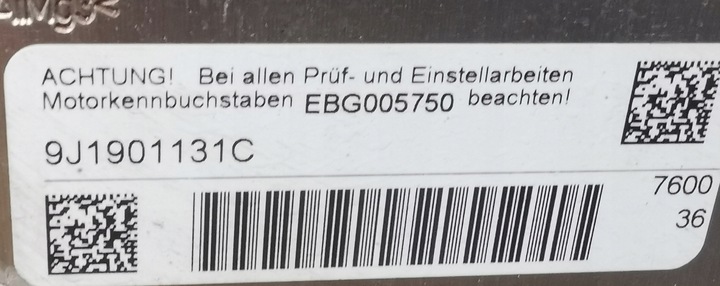 ACHTUNG! Bei allen Prüf- und Einstellarbeiten
Motorkennbuchstaben EBG005750 beachten!
9J1901131C
7600
36